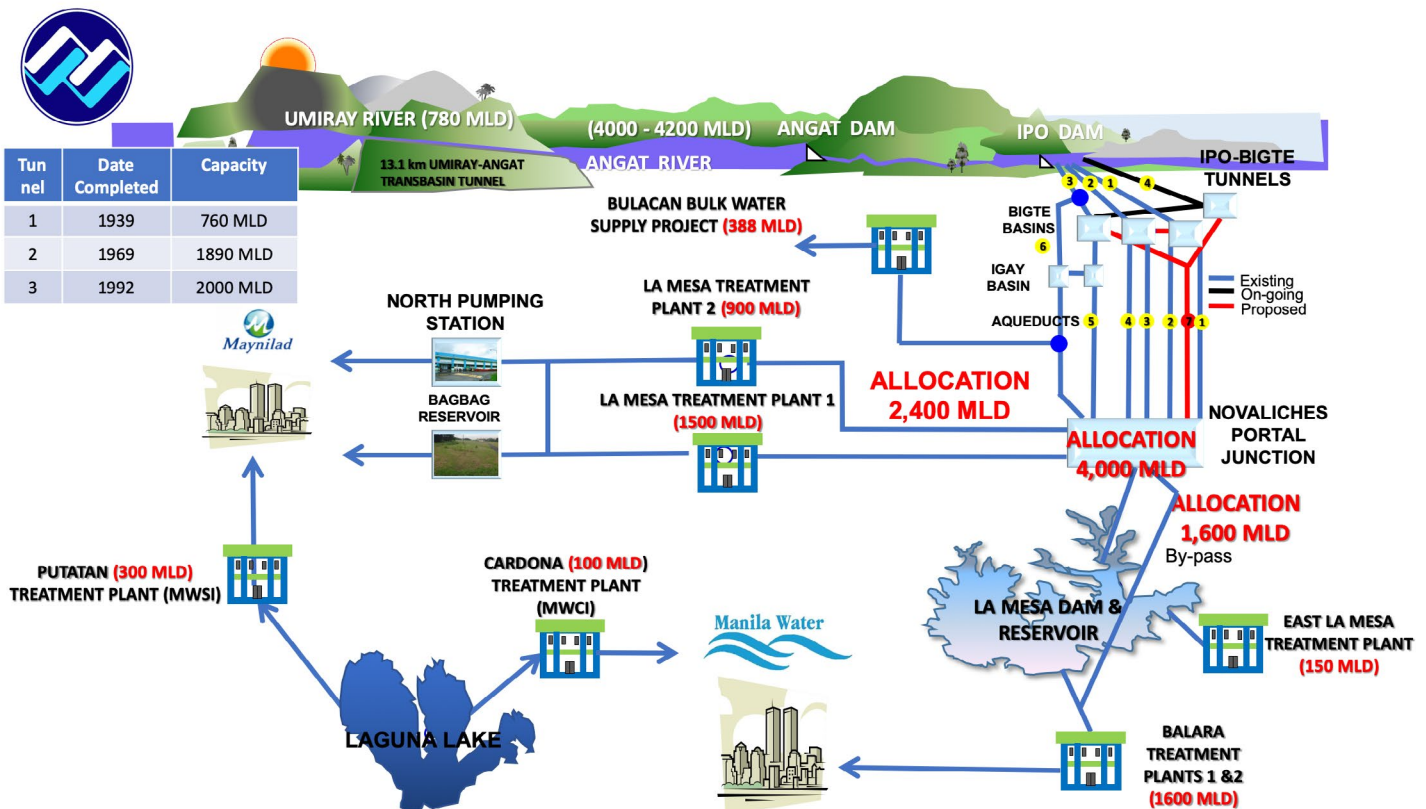 UMIRAY RIVER (780 MLD)
(4000 - 4200 MLD)
ANGAT DAM
IPO DAM
13.1 km UMIRAY-ANGAT
TRANSBASIN TUNNEL
ANGAT RIVER
Tun
nel
Date
Completed
Capacity
1
1939
760 MLD
2
1969
1890 MLD
3
1992
2000 MLD
IPO-BIGTE
TUNNELS
3
2
1
4
BULACAN BULK WATER
SUPPLY PROJECT (388 MLD)
BIGTE
BASINS
6
IGAY
BASIN
Existing
On-going
Proposed
AQUEDUCTS
5
4
3
2
7
1
Maynilad
NORTH PUMPING
STATION
LA MESA TREATMENT
PLANT 2 (900 MLD)
BAGBAG
RESERVOIR
LA MESA TREATMENT PLANT 1
(1500 MLD)
ALLOCATION
2,400 MLD
ALLOCATION
4,000 MLD
NOVALICHES
PORTAL
JUNCTION
ALLOCATION
1,600 MLD
By-pass
PUTATAN (300 MLD)
TREATMENT PLANT (MWSI)
CARDONA (100 MLD)
TREATMENT PLANT
(MWCI)
Manila Water
LA MESA DAM &
RESERVOIR
EAST LA MESA
TREATMENT PLANT
(150 MLD)
LAGUNA LAKE
BALARA
TREATMENT
PLANTS 1 &2
(1600 MLD)